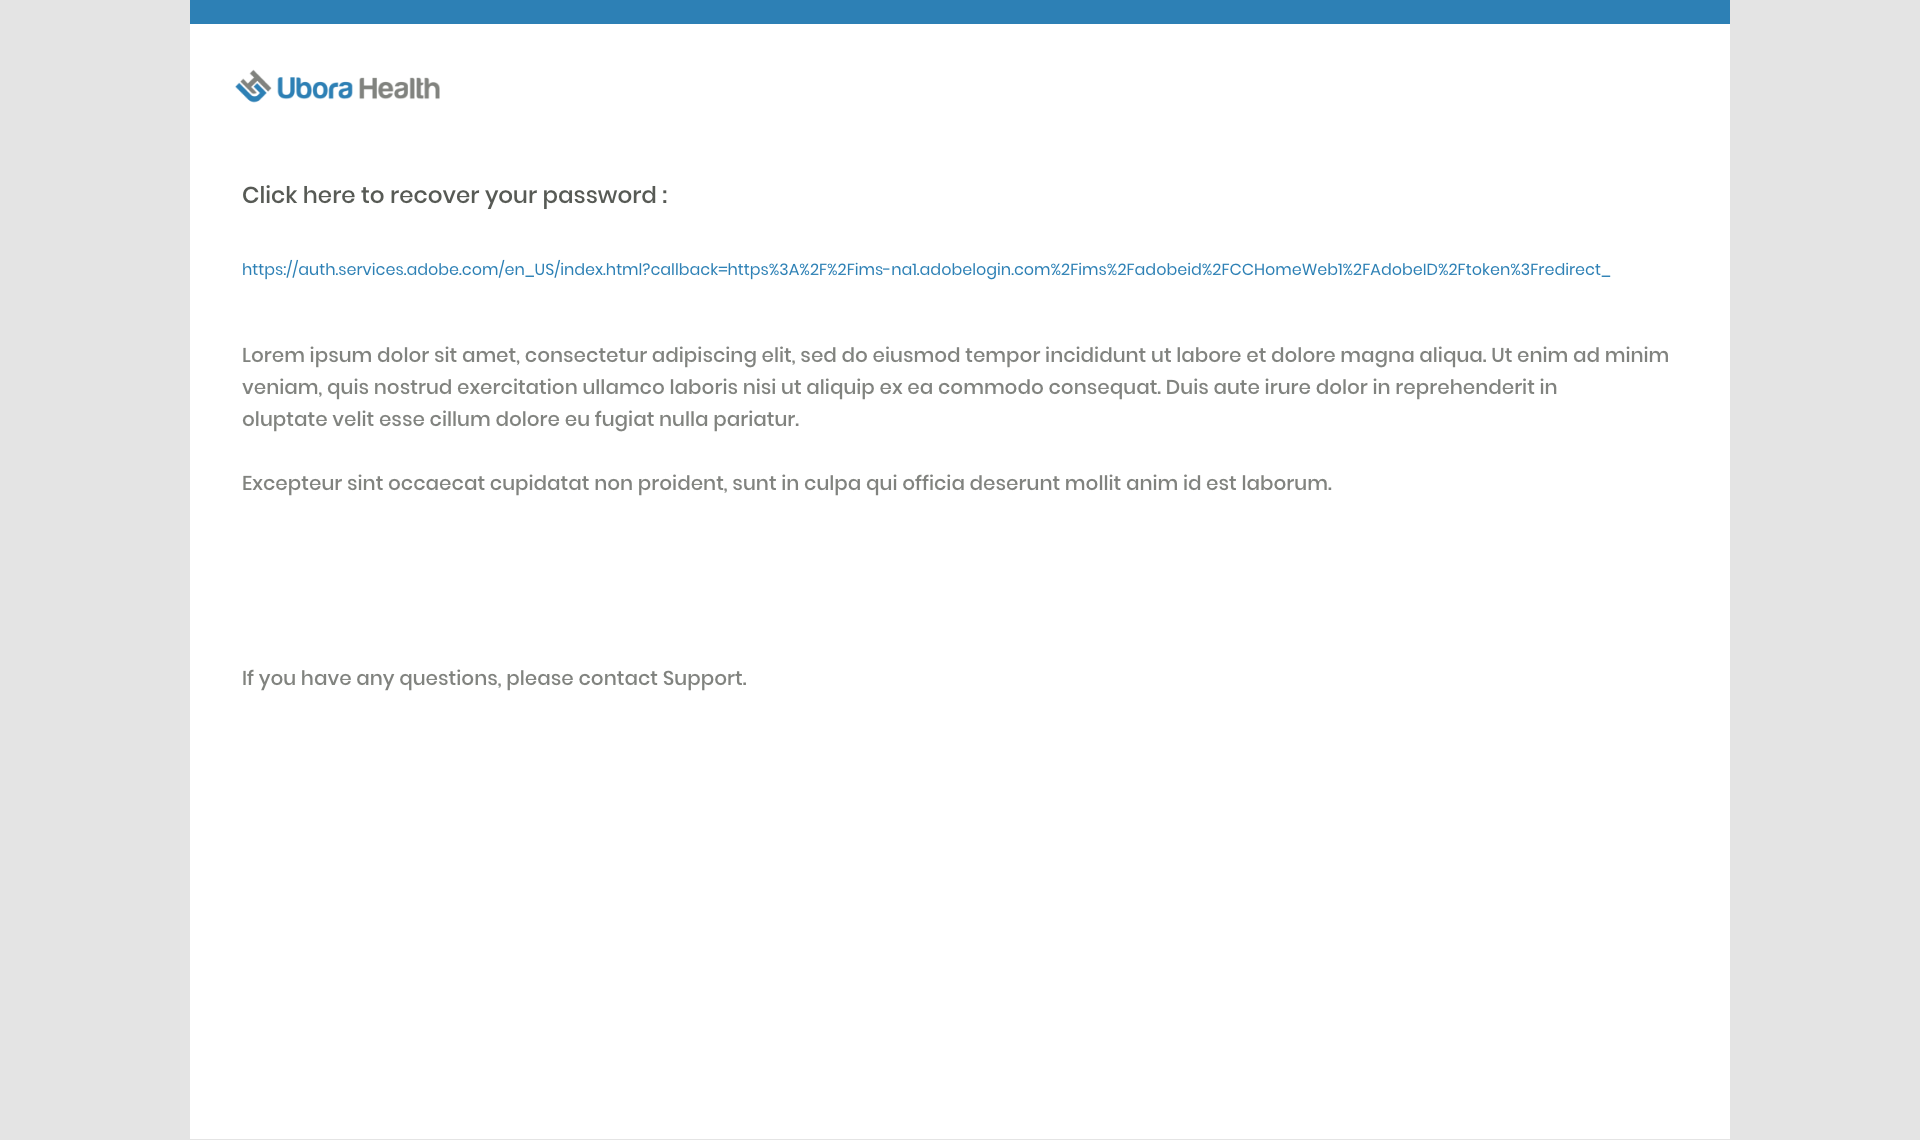 Ubora Health
Click here to recover your password :
https://auth.services.adobe.com/en_US/index.html?callback=https%3A%2F%2Fims-na1.adobelogin.com%2Fims%2Fadobeid%2FCCHomeWeb1%2FAdobeID%2Ftoken%3Fredirect_
Lorem ipsum dolor sit amet, consectetur adipiscing elit, sed do eiusmod tempor incididunt ut labore et dolore magna aliqua. Ut enim ad minim
veniam, quis nostrud exercitation ullamco laboris nisi ut aliquip ex ea commodo consequat. Duis aute irure dolor in reprehenderit in
oluptate velit esse cillum dolore eu fugiat nulla pariatur.
Excepteur sint occaecat cupidatat non proident, sunt in culpa qui officia deserunt mollit anim id est laborum.
If you have any questions, please contact Support.